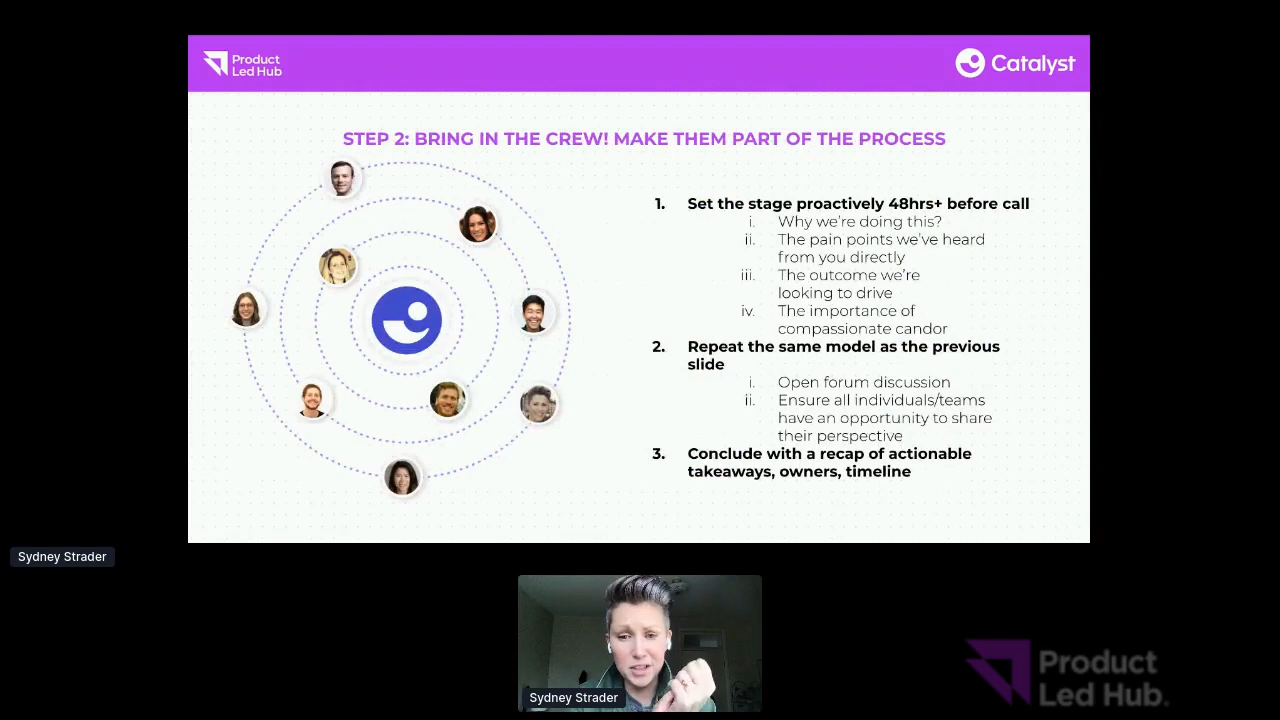 Product
Led Hub
Catalyst
STEP 2: BRING IN THE CREW! MAKE THEM PART OF THE PROCESS
1. Set the stage proactively 48hrs+ before call
i. Why we're doing this?
ii. The pain points we've heard
from you directly
iii. The outcome we're
looking to drive
iv. The importance of
compassionate candor
2. Repeat the same model as the previous
slide
i. Open forum discussion
ii. Ensure all individuals/teams
have an opportunity to share
their perspective
3. Conclude with a recap of actionable
takeaways, owners, timeline
Sydney Strader
Sydney Strader
Product
Led Hub.